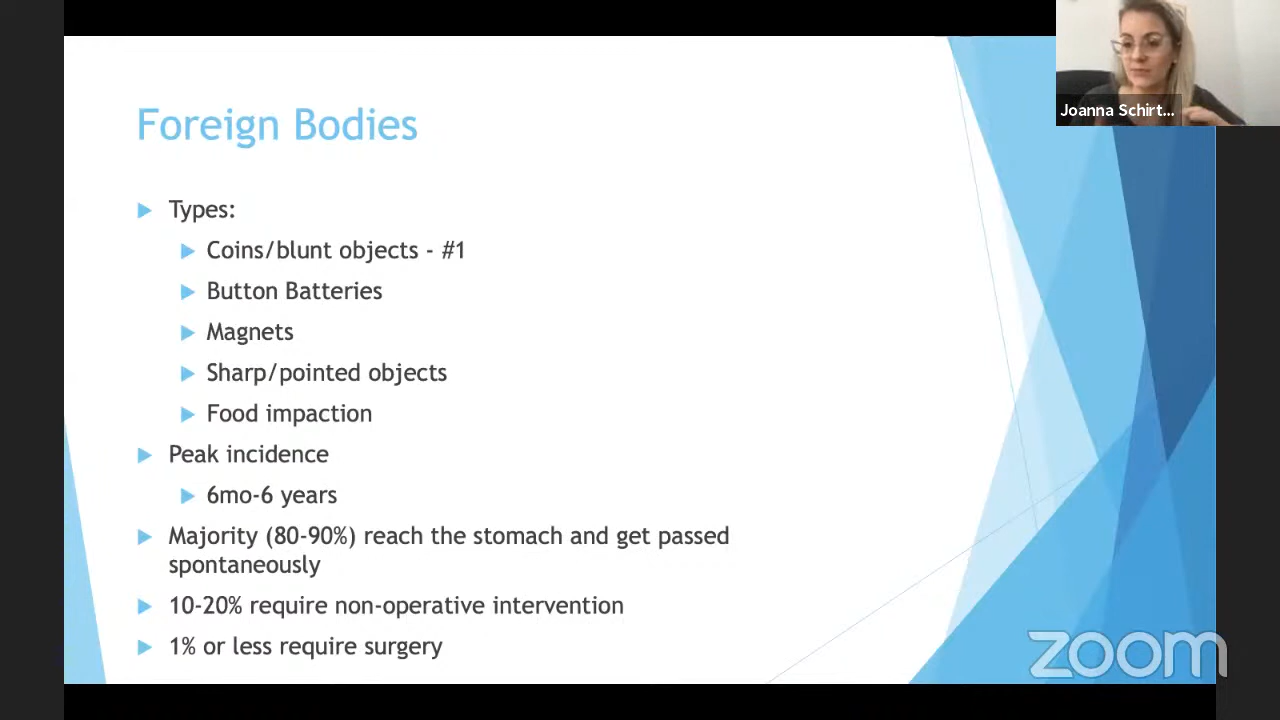 Joanna Schirt...
Foreign Bodies
Types:
Coins/blunt objects - #1
Button Batteries
Magnets
Sharp/pointed objects
Food impaction
Peak incidence
6mo-6 years
Majority (80-90%) reach the stomach and get passed
spontaneously
10-20% require non-operative intervention
1% or less require surgery
zoom